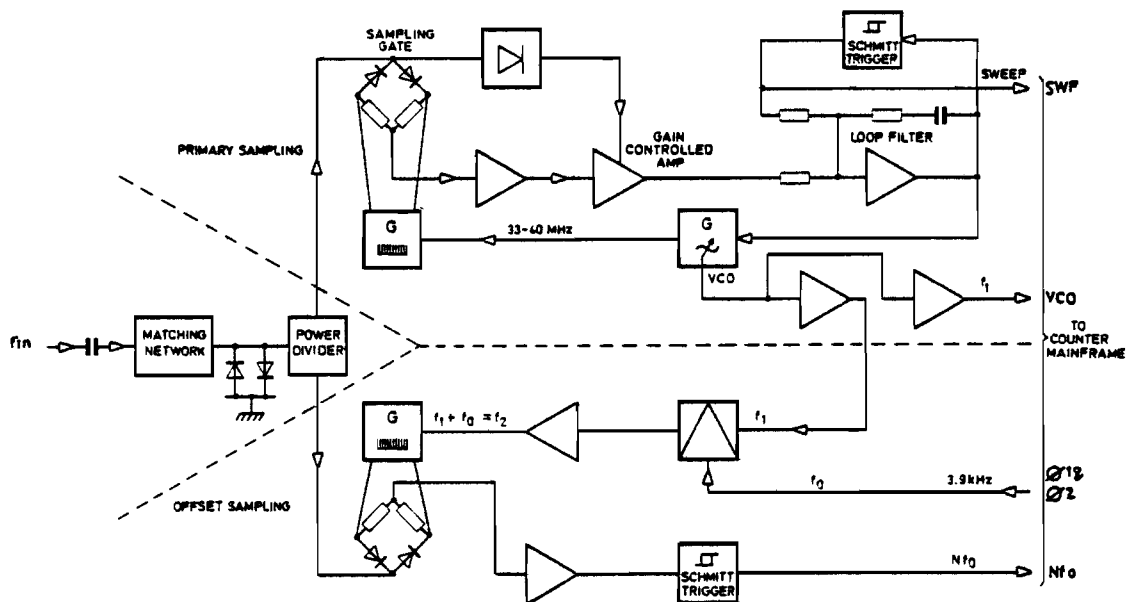 SAMPLING
GATE
SCHMITT
TRIGGER
SWEEP
SWP
PRIMARY SAMPLING
GAIN
CONTROLLED
AMP
LOOP FILTER
G
33-40 MHz
G
VCO
f1
VCO
fin
MATCHING
NETWORK
POWER
DIVIDER
TO
COUNTER
MAINFRAME
G
f1 + f0 = f2
f1
OFFSET SAMPLING
f0
3.9kHz
Ø18
Ø2
SCHMITT
TRIGGER
Nf0
Nfo